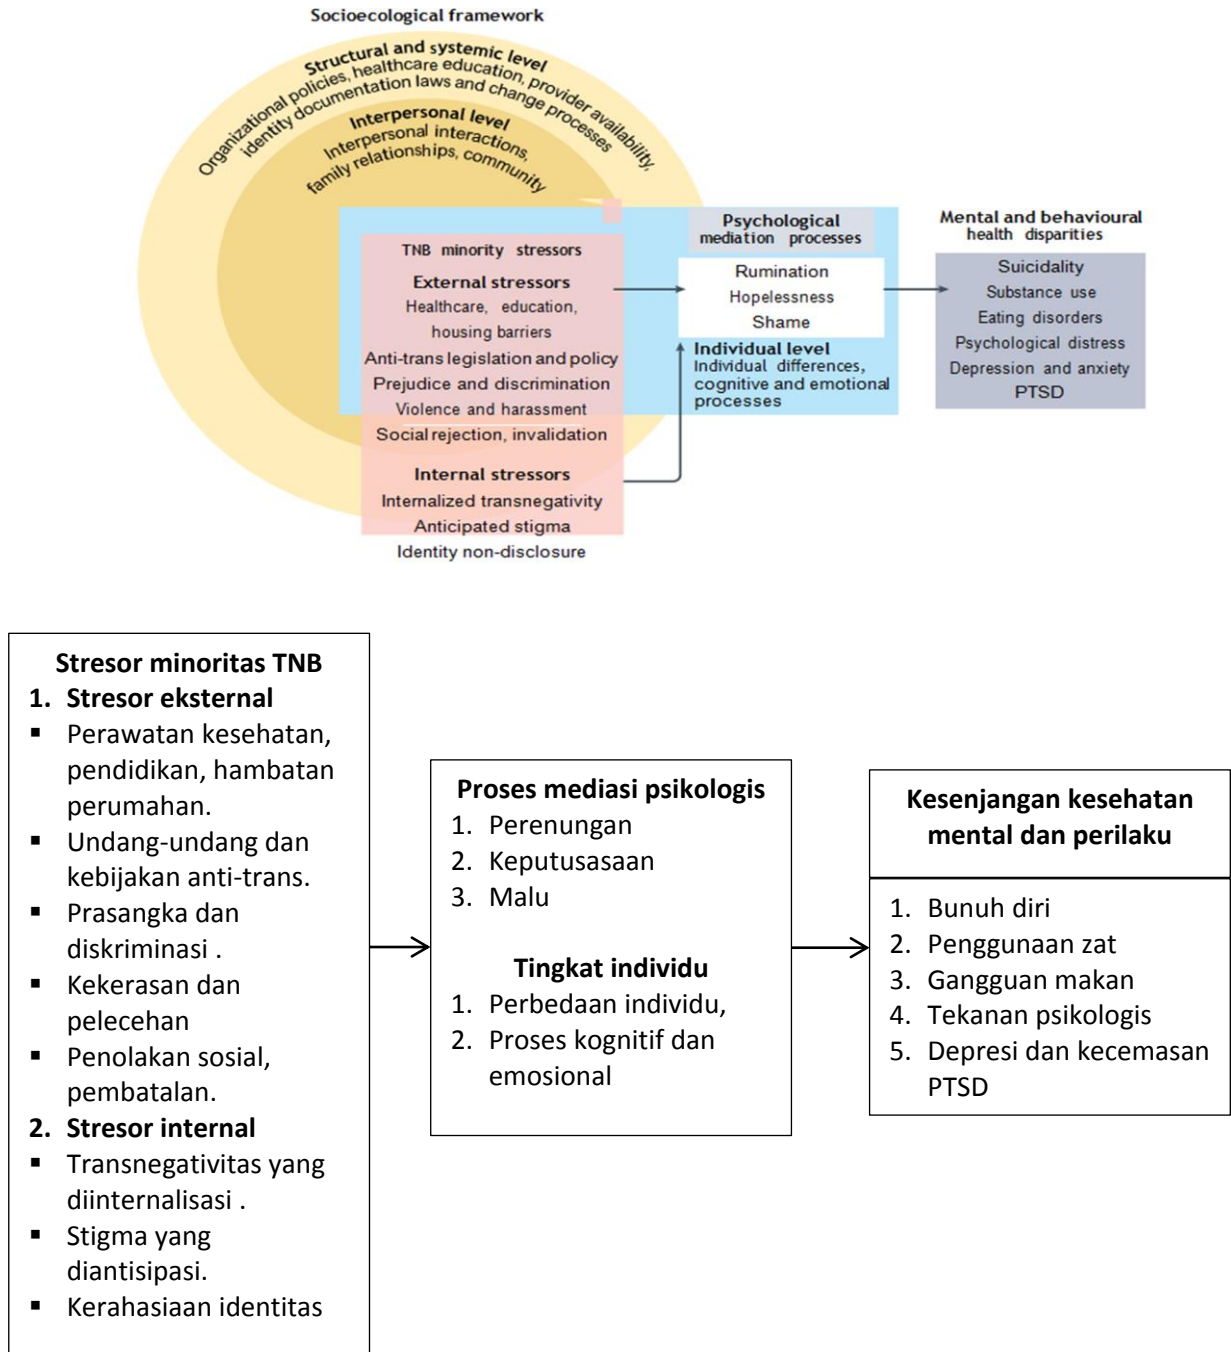 Socioecological framework
Structural and systemic level
Organizational policies, healthcare education, provider availability,
identity documentation laws and change processes
Interpersonal level
Interpersonal interactions,
family relationships, community
TNB minority stressors
External stressors
Healthcare, education,
housing barriers
Anti-trans legislation and policy
Prejudice and discrimination
Violence and harassment
Social rejection, invalidation
Internal stressors
Internalized transnegativity
Anticipated stigma
Identity non-disclosure
Psychological
mediation processes
Rumination
Hopelessness
Shame
Individual level
Individual differences,
cognitive and emotional
processes
Mental and behavioural
health disparities
Suicidality
Substance use
Eating disorders
Psychological distress
Depression and anxiety
PTSD
Stresor minoritas TNB
1. Stresor eksternal
▪ Perawatan kesehatan,
pendidikan, hambatan
perumahan.
▪ Undang-undang dan
kebijakan anti-trans.
▪ Prasangka dan
diskriminasi .
▪ Kekerasan dan
pelecehan
▪ Penolakan sosial,
pembatalan.
2. Stresor internal
▪ Transnegativitas yang
diinternalisasi .
▪ Stigma yang
diantisipasi.
▪ Kerahasiaan identitas
Proses mediasi psikologis
1. Perenungan
2. Keputusasaan
3. Malu
Tingkat individu
1. Perbedaan individu,
2. Proses kognitif dan
emosional
Kesenjangan kesehatan
mental dan perilaku
1. Bunuh diri
2. Penggunaan zat
3. Gangguan makan
4. Tekanan psikologis
5. Depresi dan kecemasan
PTSD